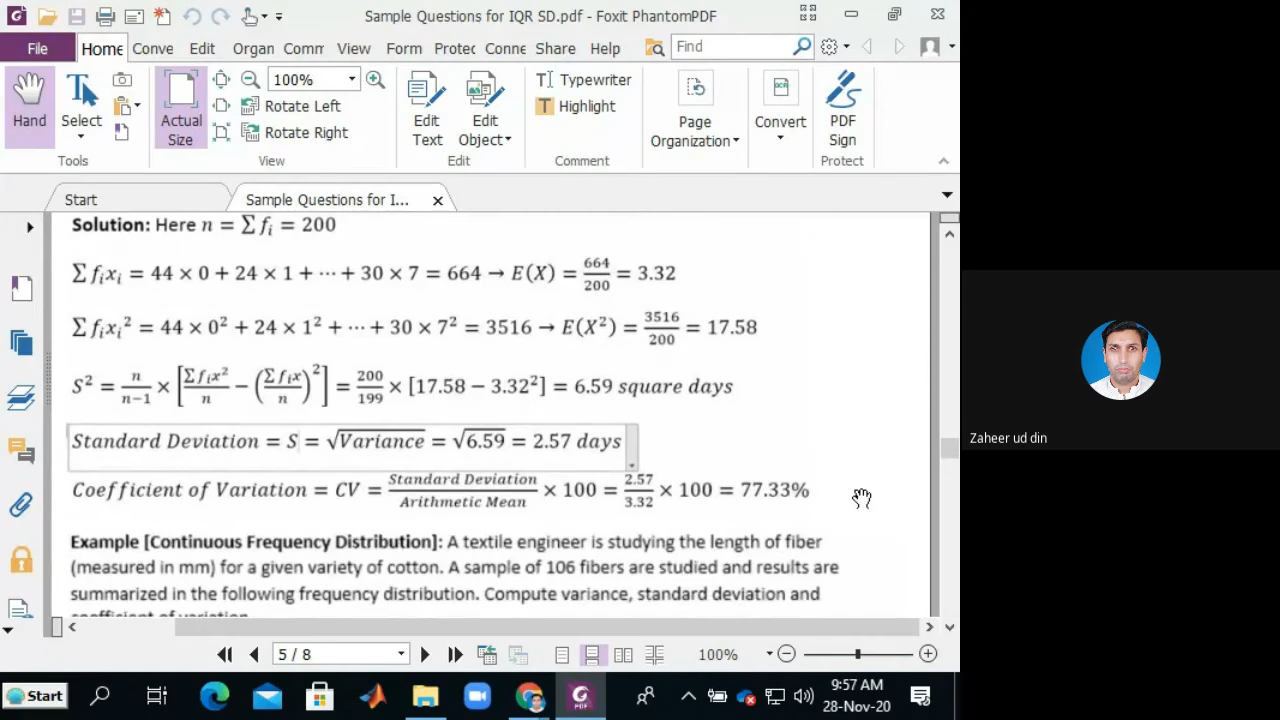 Sample Questions for IQR SD.pdf - Foxit PhantomPDF
File Home Conve Edit Organ Comm View Form Protec Conne Share Help Find
Hand
Select
Actual Size
100%
Rotate Left
Rotate Right
Edit Text
Edit Object
Typewriter
Highlight
Page Organization
Convert
PDF Sign
Tools View Edit Comment Protect
Start Sample Questions for I...
Solution: Here n = ∑ fᵢ = 200
∑ fᵢxᵢ = 44 × 0 + 24 × 1 + ⋯ + 30 × 7 = 664 → E(X) = 664/200 = 3.32
∑ fᵢxᵢ² = 44 × 0² + 24 × 1² + ⋯ + 30 × 7² = 3516 → E(X²) = 3516/200 = 17.58
S² = n/(n−1) × [∑fᵢx²/n − (∑fᵢx/n)²] = 200/199 × [17.58 − 3.32²] = 6.59 square days
Standard Deviation = S = √Variance = √6.59 = 2.57 days
Coefficient of Variation = CV = Standard Deviation/Arithmetic Mean × 100 = 2.57/3.32 × 100 = 77.33%
Example [Continuous Frequency Distribution]: A textile engineer is studying the length of fiber
(measured in mm) for a given variety of cotton. A sample of 106 fibers are studied and results are
summarized in the following frequency distribution. Compute variance, standard deviation and
coefficient of variation
5 / 8
100%
Start
9:57 AM
28-Nov-20
Zaheer ud din